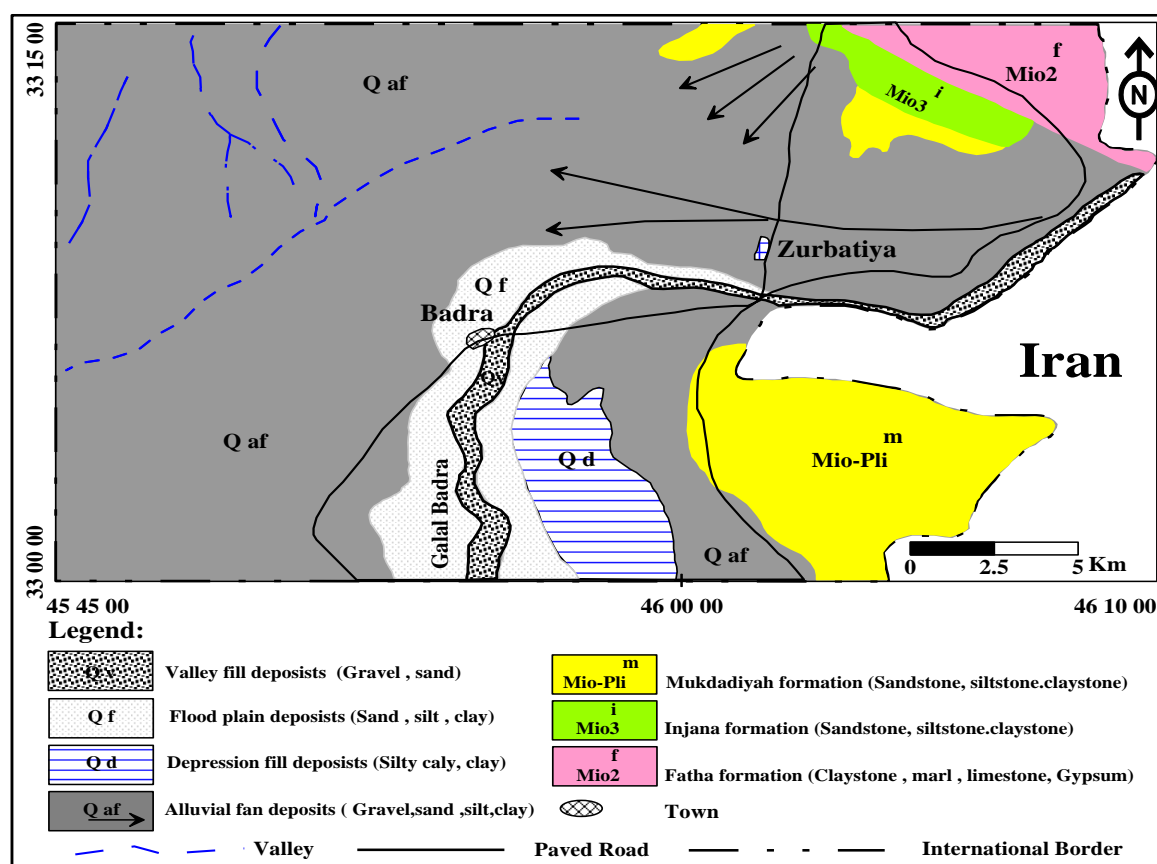 33 15 00
Q af
f
Mio2
i
Mio3
N
Zurbatiya
Q f
Badra
Iran
Qv
Q af
Q d
m
Mio-Pli
Galal Badra
Q af
33 00 00
0 2.5 5 Km
45 45 00 46 00 00 46 10 00
Legend:
Q v Valley fill deposists (Gravel , sand)
Q f Flood plain deposists (Sand , silt , clay)
Q d Depression fill deposists (Silty caly, clay)
Q af Alluvial fan deposits ( Gravel,sand ,silt,clay)
m
Mio-Pli Mukdadiyah formation (Sandstone, siltstone.claystone)
i
Mio3 Injana formation (Sandstone, siltstone.claystone)
f
Mio2 Fatha formation (Claystone , marl , limestone, Gypsum)
Town
Valley Paved Road International Border